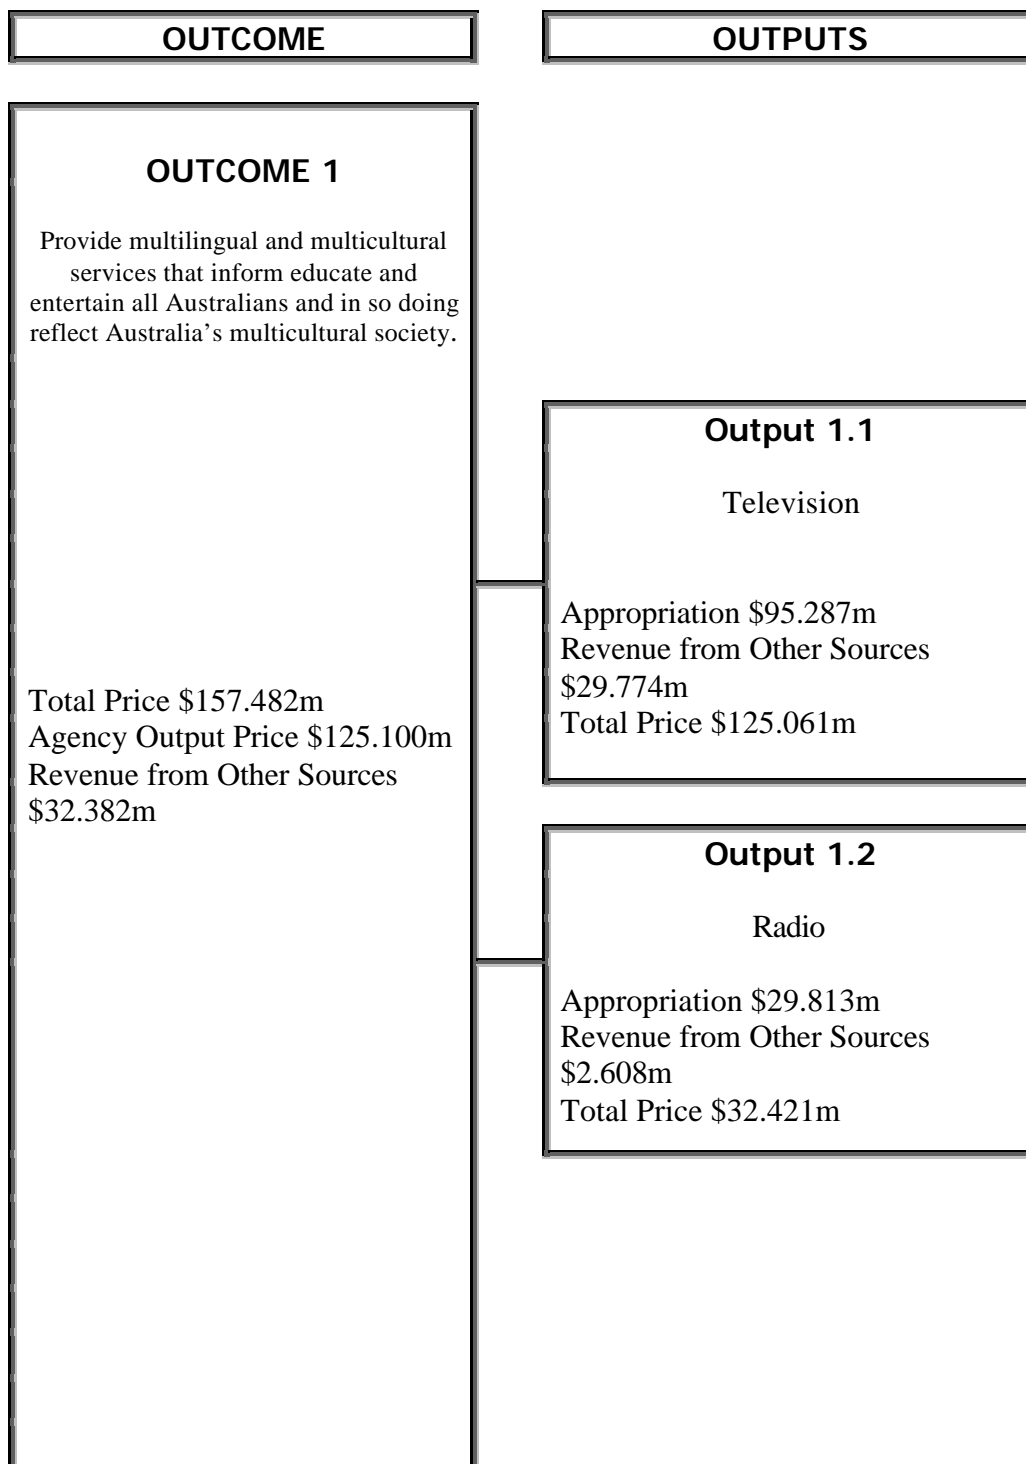 OUTCOME
OUTPUTS
OUTCOME 1
Provide multilingual and multicultural
services that inform educate and
entertain all Australians and in so doing
reflect Australia’s multicultural society.
Total Price $157.482m
Agency Output Price $125.100m
Revenue from Other Sources
$32.382m
Output 1.1
Television
Appropriation $95.287m
Revenue from Other Sources
$29.774m
Total Price $125.061m
Output 1.2
Radio
Appropriation $29.813m
Revenue from Other Sources
$2.608m
Total Price $32.421m